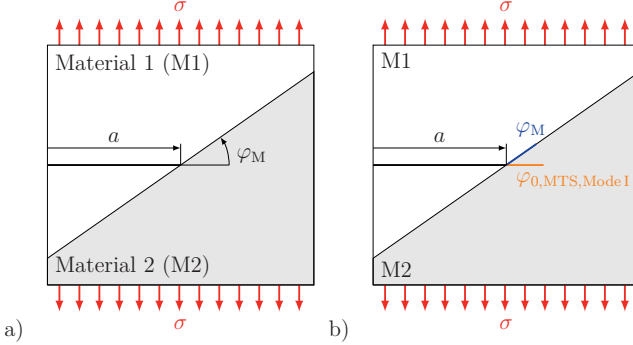 σ
Material 1 (M1)
a
φM
Material 2 (M2)
σ
a)
σ
M1
a
φM
φ0,MTS,Mode I
M2
σ
b)